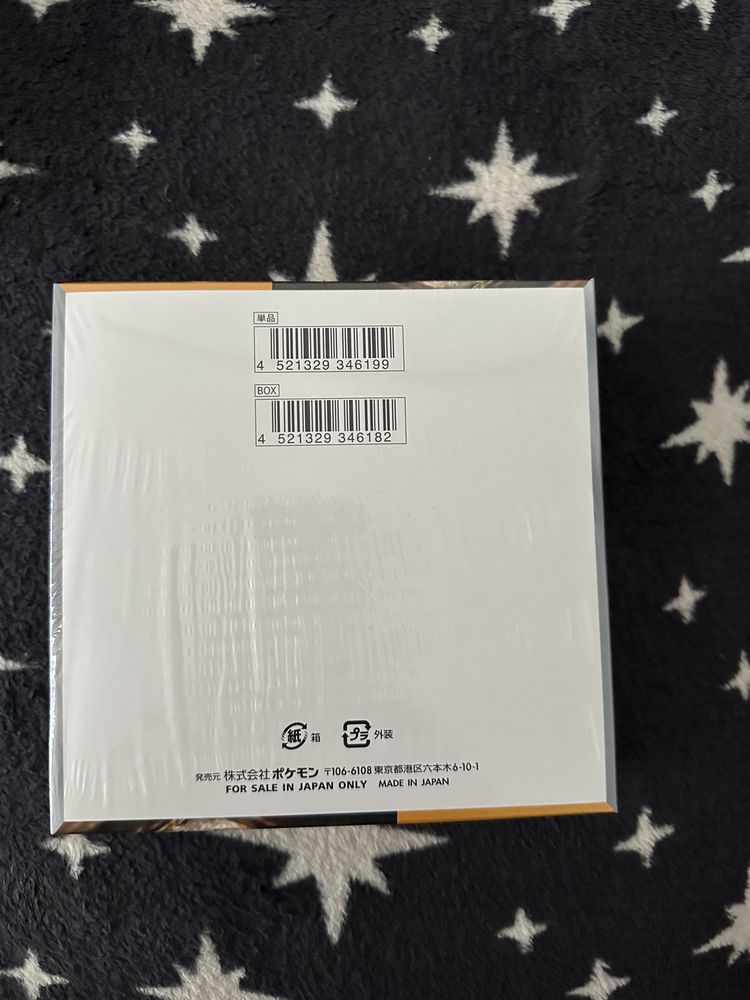 単品
4 521329 346199
BOX
4 521329 346182
紙 箱 プラ 外装
発売元 株式会社ポケモン 〒106-6108 東京都港区六本木6-10-1
FOR SALE IN JAPAN ONLY MADE IN JAPAN